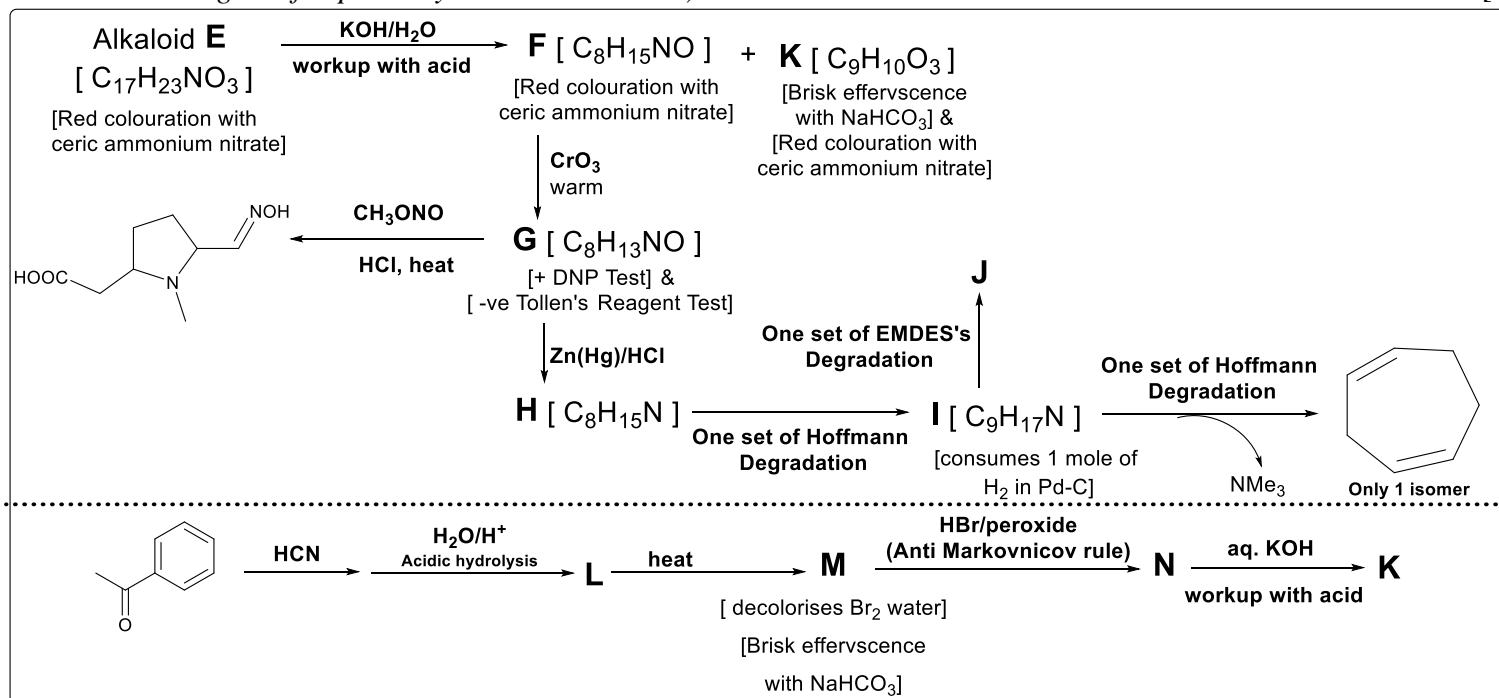 Alkaloid E
[ C₁₇H₂₃NO₃]
[Red colouration with
ceric ammonium nitrate]
KOH/H₂O
workup with acid
F [ C₈H₁₅NO ]
[Red colouration with
ceric ammonium nitrate]
+
K [ C₉H₁₀O₃]
[Brisk effervscence
with NaHCO₃] &
[Red colouration with
ceric ammonium nitrate]
CrO₃
warm
NOH
HOOC
N
CH₃ONO
HCl, heat
G [ C₈H₁₃NO ]
[+ DNP Test] &
[ -ve Tollen's Reagent Test]
J
One set of EMDES's
Degradation
Zn(Hg)/HCl
H [ C₈H₁₅N ]
One set of Hoffmann
Degradation
I [ C₉H₁₇N ]
[consumes 1 mole of
H₂ in Pd-C]
One set of Hoffmann
Degradation
NMe₃
Only 1 isomer
O
HCN
H₂O/H⁺
Acidic hydrolysis
L
heat
M
[ decolorises Br₂ water]
[Brisk effervscence
with NaHCO₃]
HBr/peroxide
(Anti Markovnicov rule)
N
aq. KOH
workup with acid
K